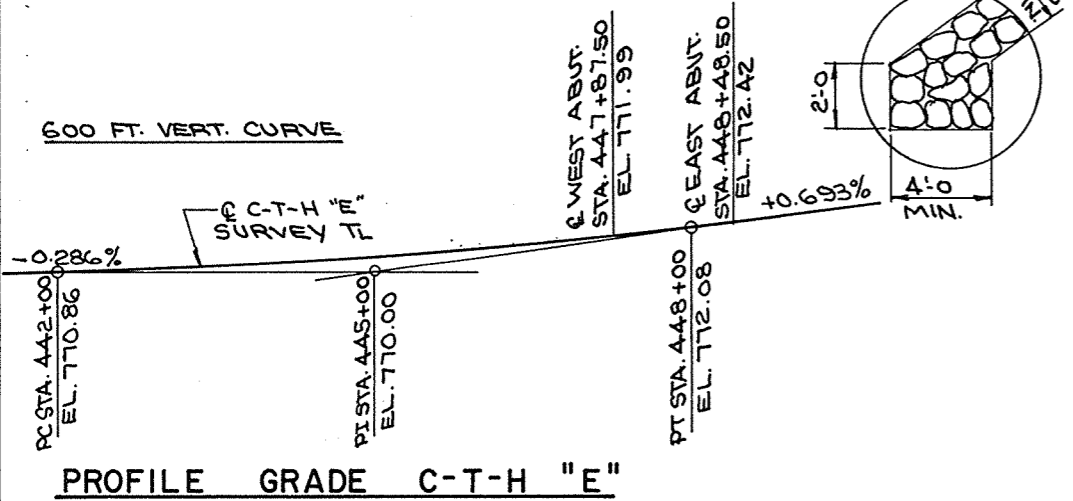 600 FT. VERT. CURVE
℄ C-T-H "E"
SURVEY TL
-0.286%
+0.693%
PC STA. 442+00
EL. 770.86
PI STA. 445+00
EL. 770.00
PT STA. 448+00
EL. 772.08
℄ WEST ABUT.
STA. 447+87.50
EL. 771.99
℄ EAST ABUT.
STA. 448+48.50
EL. 772.42
2'-0
4'-0
MIN.
PROFILE GRADE C-T-H "E"